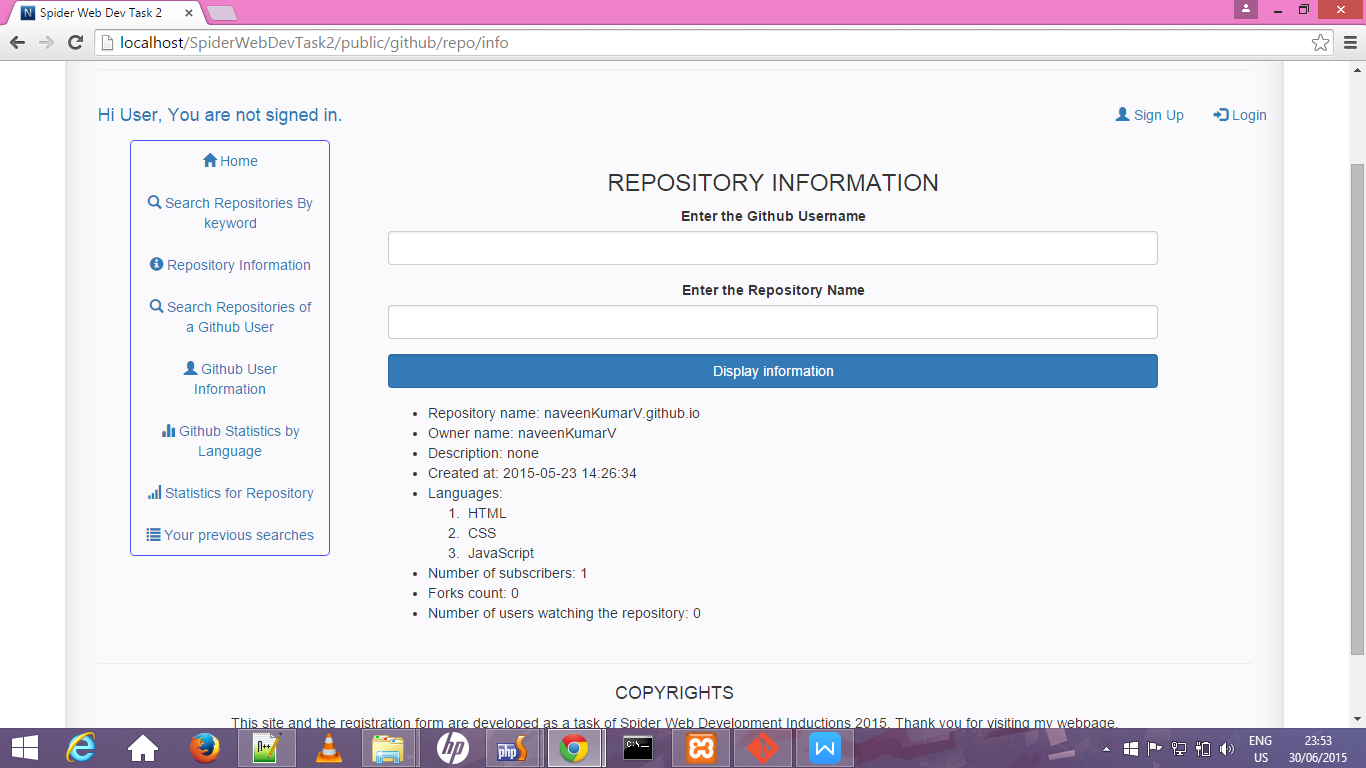 Spider Web Dev Task 2
localhost/SpiderWebDevTask2/public/github/repo/info
Hi User, You are not signed in.
Sign Up
Login
Home
Search Repositories By
keyword
Repository Information
Search Repositories of
a Github User
Github User
Information
Github Statistics by
Language
Statistics for Repository
Your previous searches
REPOSITORY INFORMATION
Enter the Github Username
Enter the Repository Name
Display information
• Repository name: naveenKumarV.github.io
• Owner name: naveenKumarV
• Description: none
• Created at: 2015-05-23 14:26:34
• Languages:
1. HTML
2. CSS
3. JavaScript
• Number of subscribers: 1
• Forks count: 0
• Number of users watching the repository: 0
COPYRIGHTS
This site and the registration form are developed as a task of Spider Web Development Inductions 2015. Thank you for visiting my webpage.
ENG
US
23:53
30/06/2015